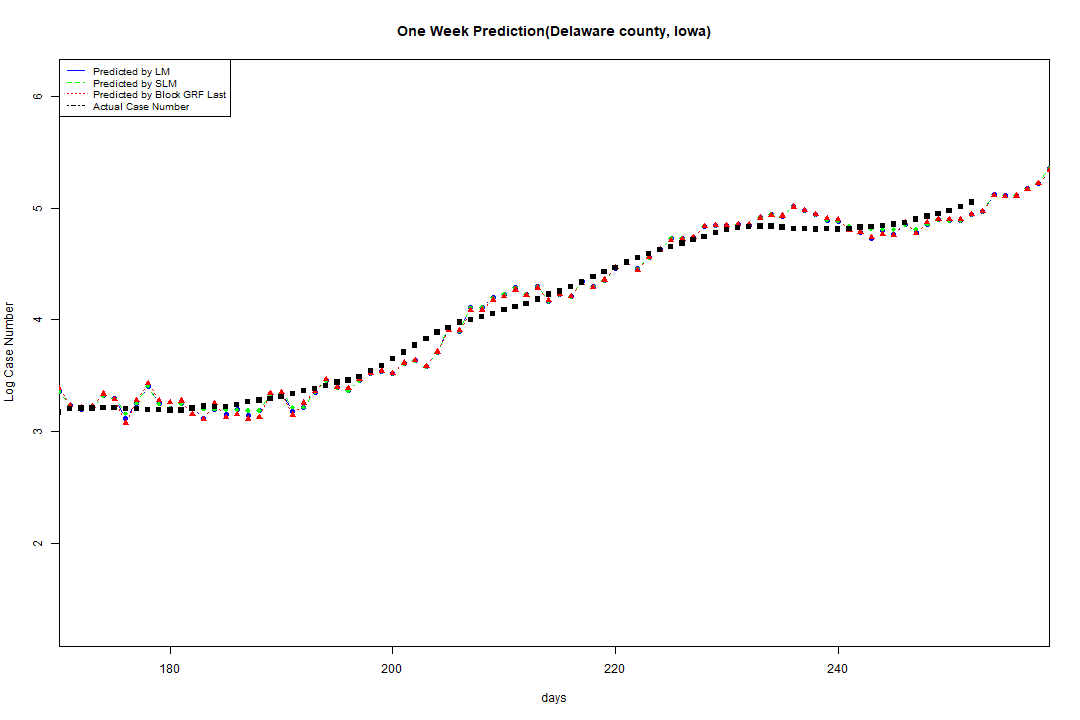 One Week Prediction(Delaware county, Iowa)
Predicted by LM
Predicted by SLM
Predicted by Block GRF Last
Actual Case Number
6
5
4
3
2
Log Case Number
180 200 220 240
days